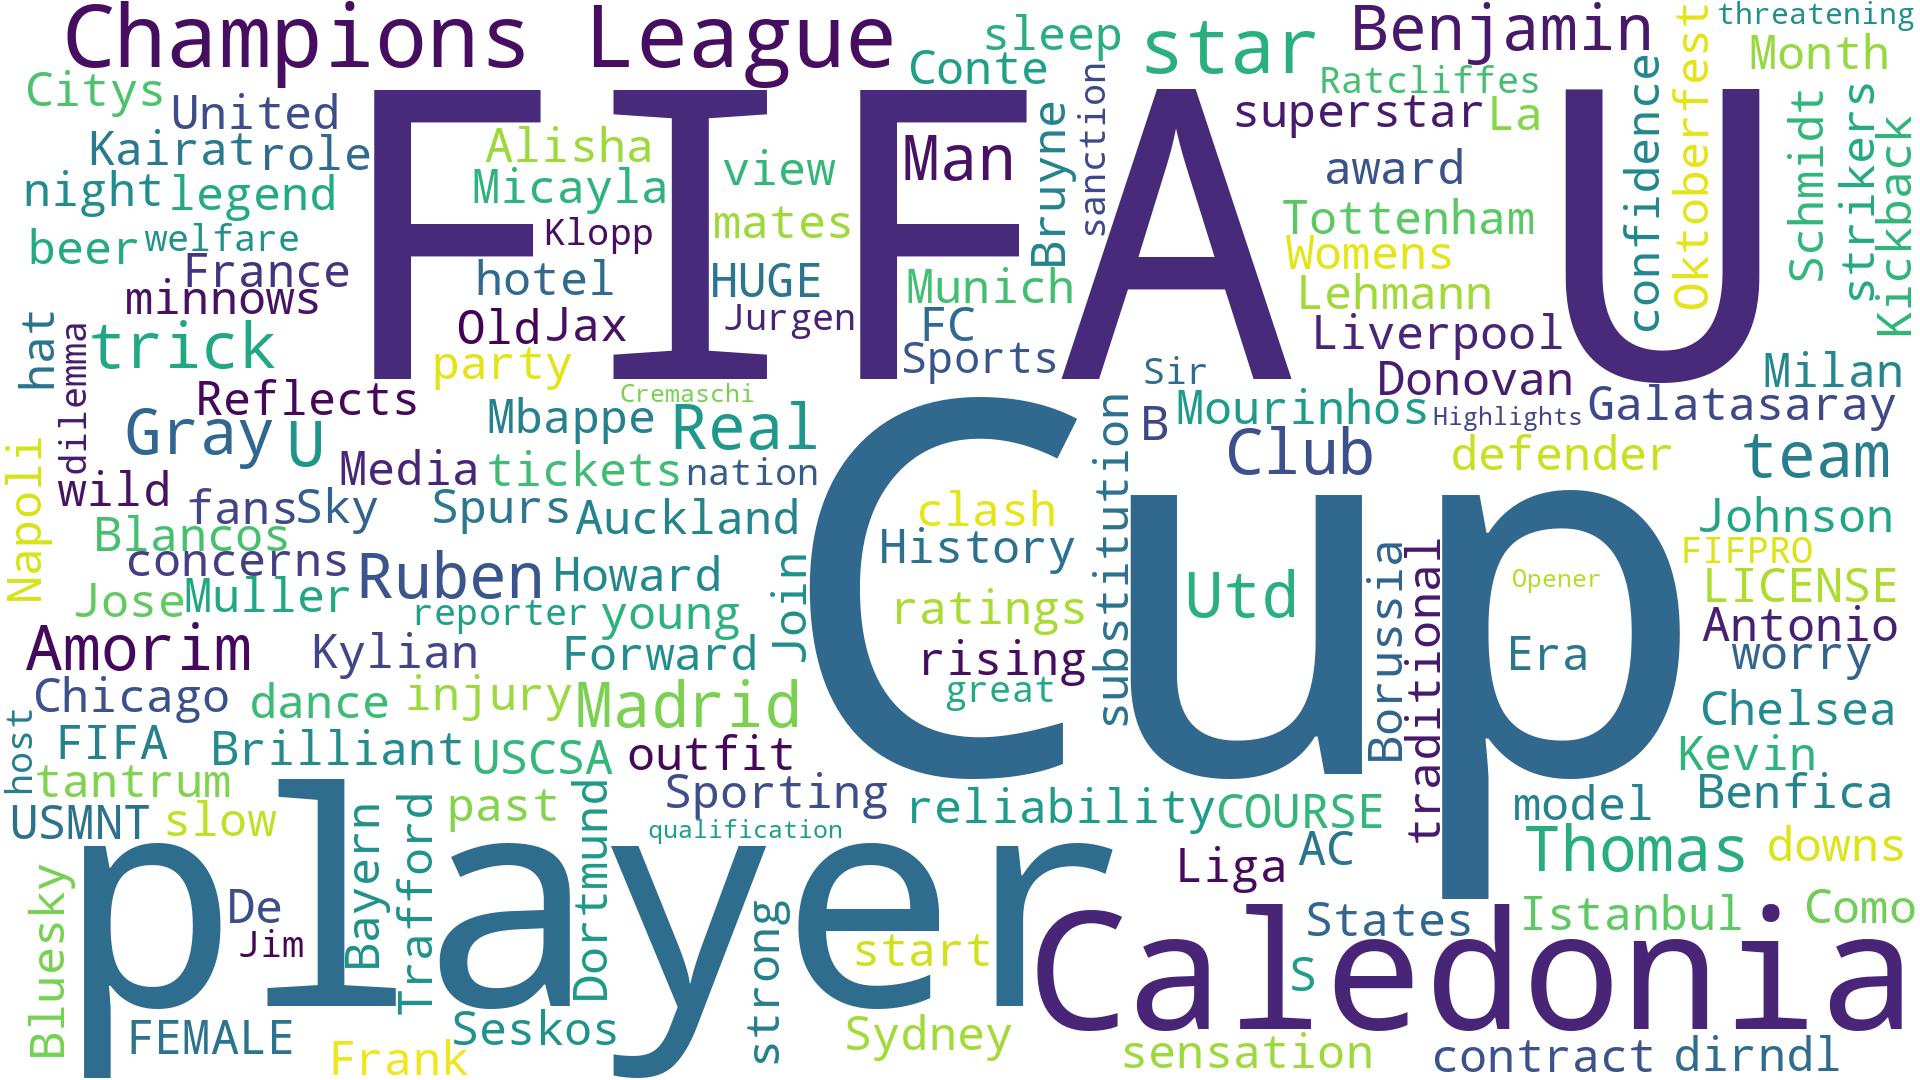 Champions League
star
Benjamin
threatening
sleep
Conte
Month
Citys
Ratcliffes
United
superstar
La
FIFA U
Kairat
role
Alisha
Man
view
Micayla
award
night
legend
mates
Klopp
Tottenham
beer
welfare
Womens
France
hotel
HUGE
Munich
Lehmann
minnows
Old
Jax
Jurgen
FC
Liverpool
trick
party
Sports
Sir
Donovan
Milan
Reflects
Cremaschi
Mbappe
Real
B
Mourinhos
Highlights
Galatasaray
Gray
U
Club
defender
team
Media
tickets
nation
wild
fans
Sky
Spurs
Auckland
clash
Johnson
Blancos
concerns
History
FIFPRO
Ruben
Howard
Opener
LICENSE
Jose
Muller
reporter
young
ratings
Utd
Cup
Antonio
Amorim
Kylian
Forward
rising
Era
worry
Chicago
dance
injury
Madrid
great
Chelsea
FIFA
Brilliant
USCSA
outfit
Kevin
tantrum
Sporting
Benfica
USMNT
slow
past
qualification
reliability
COURSE
model
player
Liga
AC
Thomas
downs
De
Jim
start
States
Istanbul
Como
S
Caledonia
FEMALE
Frank
Seskos
Sydney
sensation
contract
dirndl
Bruyne
sanction
confidence
Oktoberfest
Schmidt
strikers
Kickback
hat
dilemma
Napoli
Join
substitution
Borussia
traditional
host
Bluesky
Bayern
Trafford
Dortmund
strong